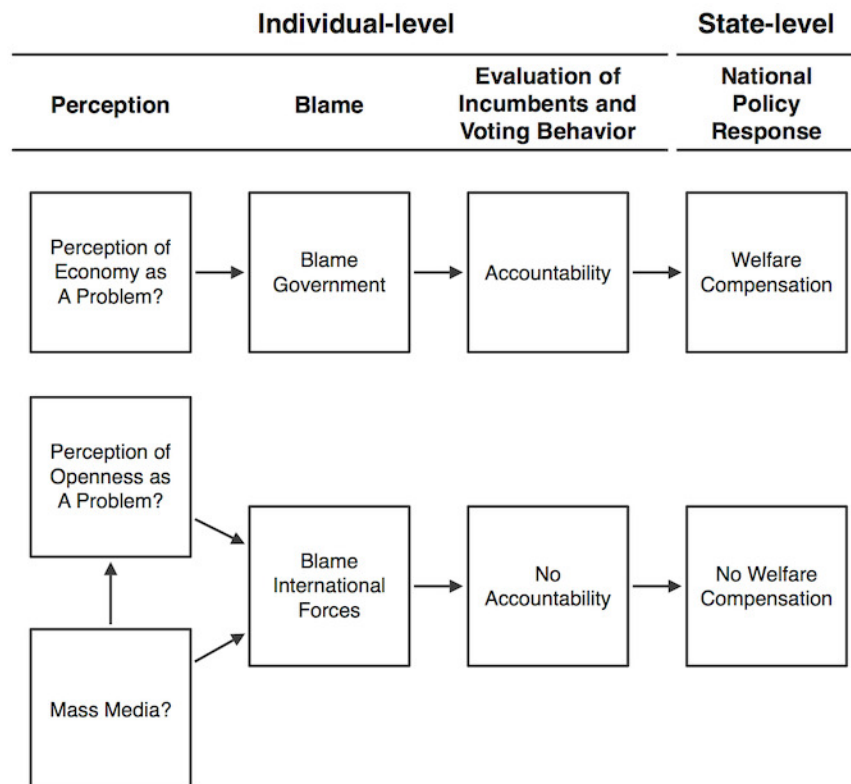 Individual-level
State-level
Perception
Blame
Evaluation of
Incumbents and
Voting Behavior
National
Policy
Response
Perception of
Economy as
A Problem?
Blame
Government
Accountability
Welfare
Compensation
Perception of
Openness as
A Problem?
Blame
International
Forces
No
Accountability
No Welfare
Compensation
Mass Media?